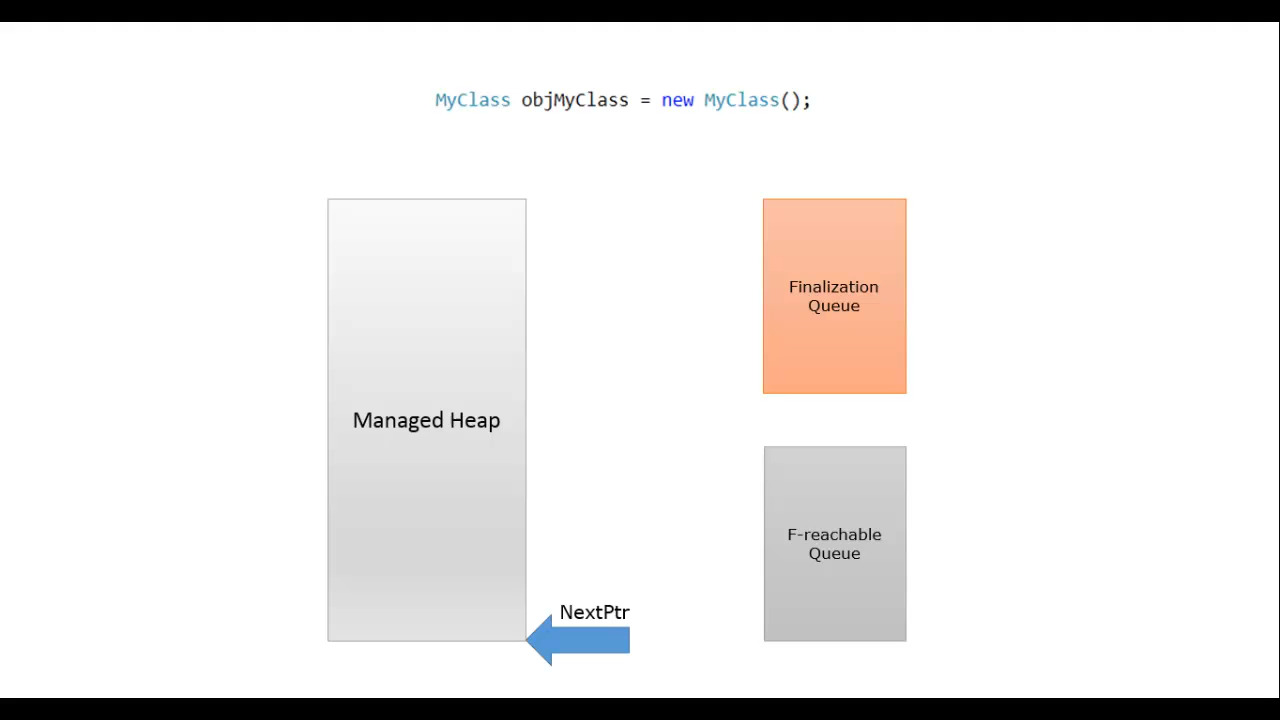 MyClass objMyClass = new MyClass();
Finalization
Queue
Managed Heap
F-reachable
Queue
NextPtr